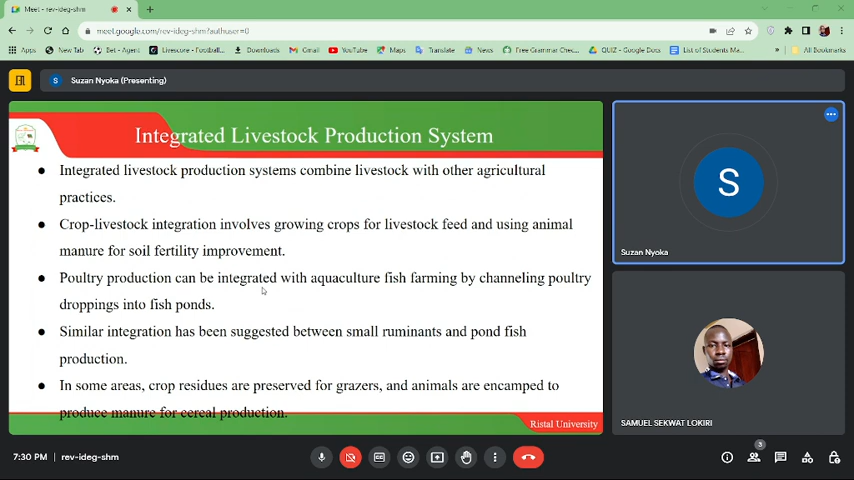 Meet - rev-ideg-shm
meet.google.com/rev-ideg-shm?authuser=0
Apps
New Tab
Bet - Agent
Livescore - Football...
Downloads
Gmail
YouTube
Maps
Translate
News
Free Grammar Chec...
QUIZ - Google Docs
List of Students Ma...
»
All Bookmarks
S
Suzan Nyoka (Presenting)
Integrated Livestock Production System
● Integrated livestock production systems combine livestock with other agricultural
practices.
● Crop-livestock integration involves growing crops for livestock feed and using animal
manure for soil fertility improvement.
● Poultry production can be integrated with aquaculture fish farming by channeling poultry
droppings into fish ponds.
● Similar integration has been suggested between small ruminants and pond fish
production.
● In some areas, crop residues are preserved for grazers, and animals are encamped to
produce manure for cereal production.
Ristal University
S
Suzan Nyoka
SAMUEL SEKWAT LOKIRI
7:30 PM | rev-ideg-shm
3